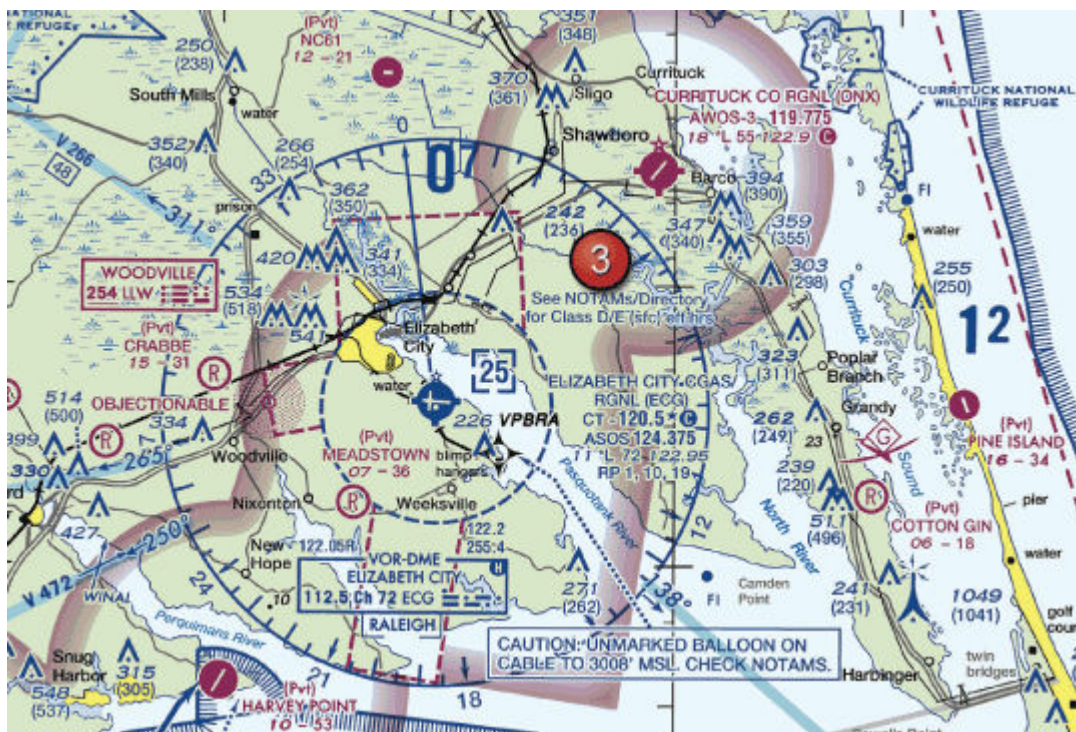 NATIONAL
REFUGE
250
(238)
South Mills
water
(Pvt)
NC61
12 - 21
351
(348)
370
(361)
Sligo
Currituck
CURRITUCK CO RGNL (ONX)
AWOS-3 119.775
18 *L 55 122.9 C
CURRITUCK NATIONAL
WILDLIFE REFUGE
Shawboro
Barco
394
(390)
V 266
48
311°
352
(340)
266
(254)
33
0
07
362
(350)
prison
242
(236)
3
347
(340)
359
(355)
303
(298)
FI
water
255
(250)
12
WOODVILLE
254 LLW
420
341
(334)
534
(518)
541
Elizabeth
City
See NOTAMs/Directory
for Class D/E (sfc) eff hrs
Currituck
Sound
(Pvt)
CRABBE
15 - 31
R
OBJECTIONABLE
R
water
[25]
ELIZABETH CITY CGAS
RGNL (ECG)
CT - 120.5 * C
ASOS 124.375
11 *L 72 122.95
RP 1, 10, 19
323
(311)
Poplar
Branch
Grandy
262
(249)
23
G
(Pvt)
PINE ISLAND
16 - 34
514
(500)
399
330
334
265°
27
Woodville
(Pvt)
MEADSTOWN
07 - 36
226
VPBRA
blimp
hangars
Weeksville
R
Nixonton
Pasquotank River
239
(220)
R
511
(496)
pier
427
V 472
250°
WINAL
New
Hope
122.05R
122.2
255.4
VOR-DME
ELIZABETH CITY
H
112.5 Ch 72 ECG
RALEIGH
24
10
12
North River
(Pvt)
COTTON GIN
06 - 18
water
271
(262)
138°
FI
Camden
Point
241
(231)
1049
(1041)
Perquimans River
CAUTION: UNMARKED BALLOON ON
CABLE TO 3008' MSL. CHECK NOTAMS.
golf
twin
bridges
Harbinger
Snug
Harbor
315
(305)
548
(537)
(Pvt)
HARVEY POINT
10 - 53
21
18